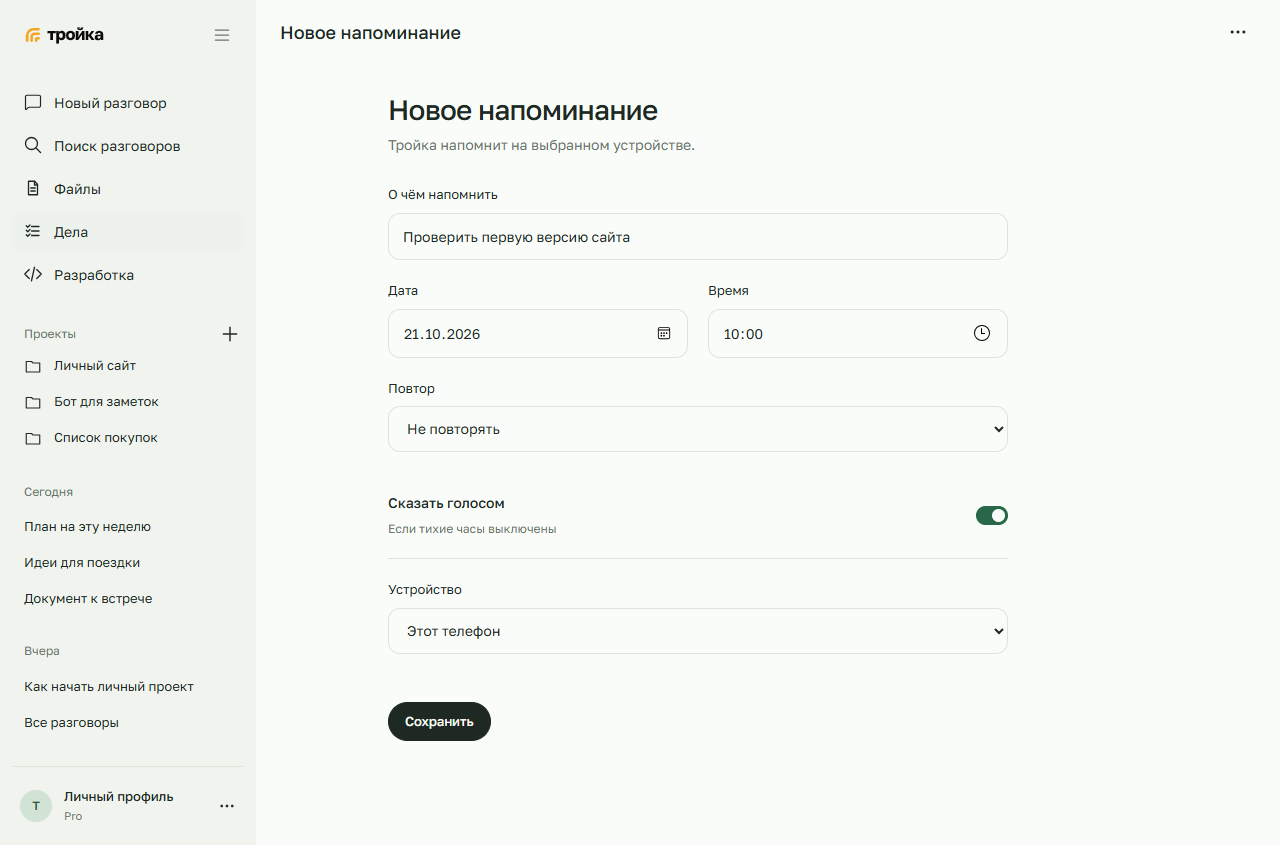 тройка
Новый разговор
Поиск разговоров
Файлы
Дела
Разработка
Проекты
Личный сайт
Бот для заметок
Список покупок
Сегодня
План на эту неделю
Идеи для поездки
Документ к встрече
Вчера
Как начать личный проект
Все разговоры
Т
Личный профиль
Pro
Новое напоминание
Новое напоминание
Тройка напомнит на выбранном устройстве.
О чём напомнить
Проверить первую версию сайта
Дата
Время
21.10.2026
10:00
Повтор
Не повторять
Сказать голосом
Если тихие часы выключены
Устройство
Этот телефон
Сохранить